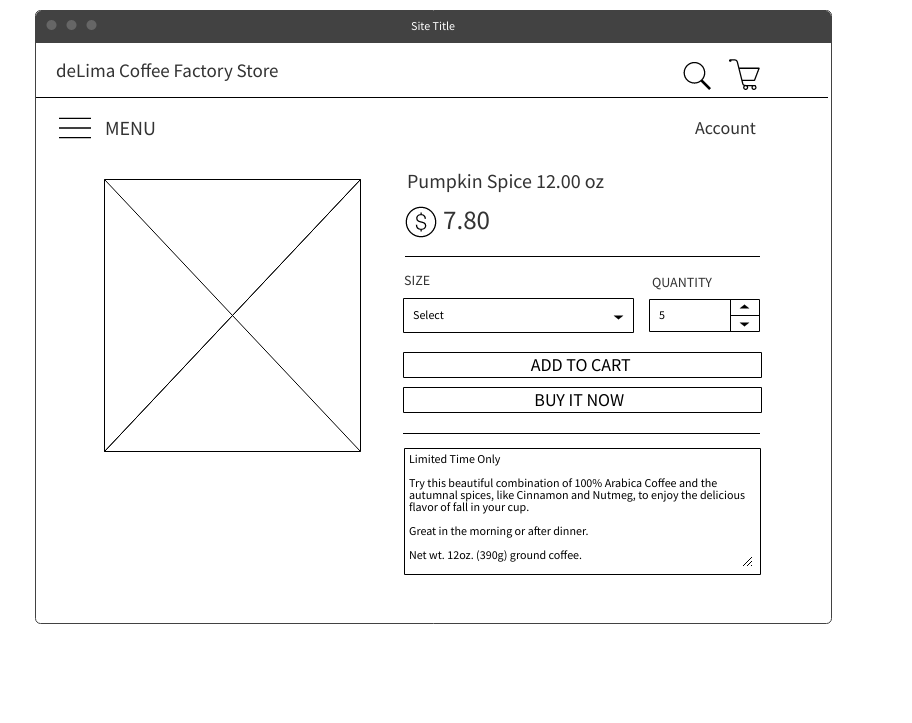 Site Title
deLima Coffee Factory Store
MENU
Account
Pumpkin Spice 12.00 oz
$ 7.80
SIZE
QUANTITY
Select
5
ADD TO CART
BUY IT NOW
Limited Time Only
Try this beautiful combination of 100% Arabica Coffee and the
autumnal spices, like Cinnamon and Nutmeg, to enjoy the delicious
flavor of fall in your cup.
Great in the morning or after dinner.
Net wt. 12oz. (390g) ground coffee.